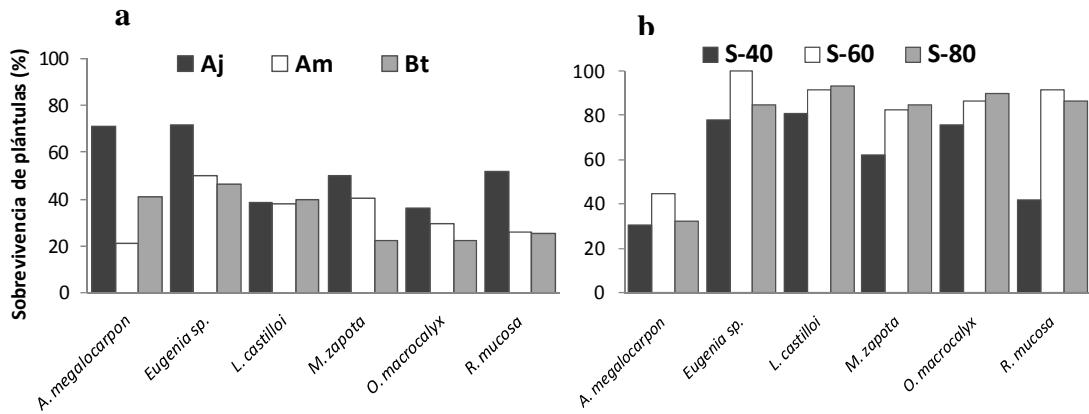 a
Aj Am Bt
Sobrevivencia de plántulas (%)
100
80
60
40
20
0
A. megalocarpon
Eugenia sp.
L. castilloi
M. zapota
O. macrocalyx
R. mucosa
b
S-40 S-60 S-80
100
80
60
40
20
0
A. megalocarpon
Eugenia sp.
L. castilloi
M. zapota
O. macrocalyx
R. mucosa